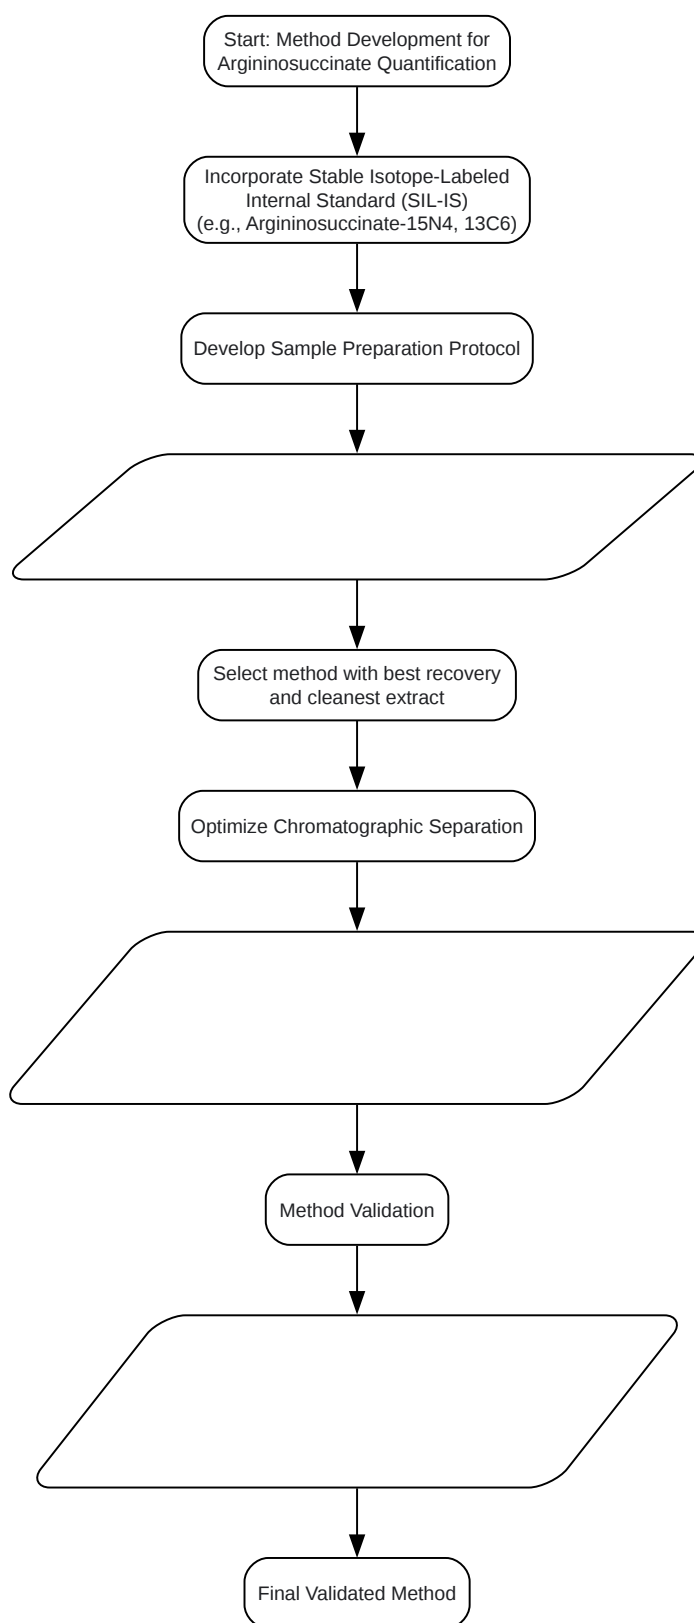 Start: Method Development for
Argininosuccinate Quantification
Incorporate Stable Isotope-Labeled
Internal Standard (SIL-IS)
(e.g., Argininosuccinate-15N4, 13C6)
Develop Sample Preparation Protocol
Select method with best recovery
and cleanest extract
Optimize Chromatographic Separation
Method Validation
Final Validated Method